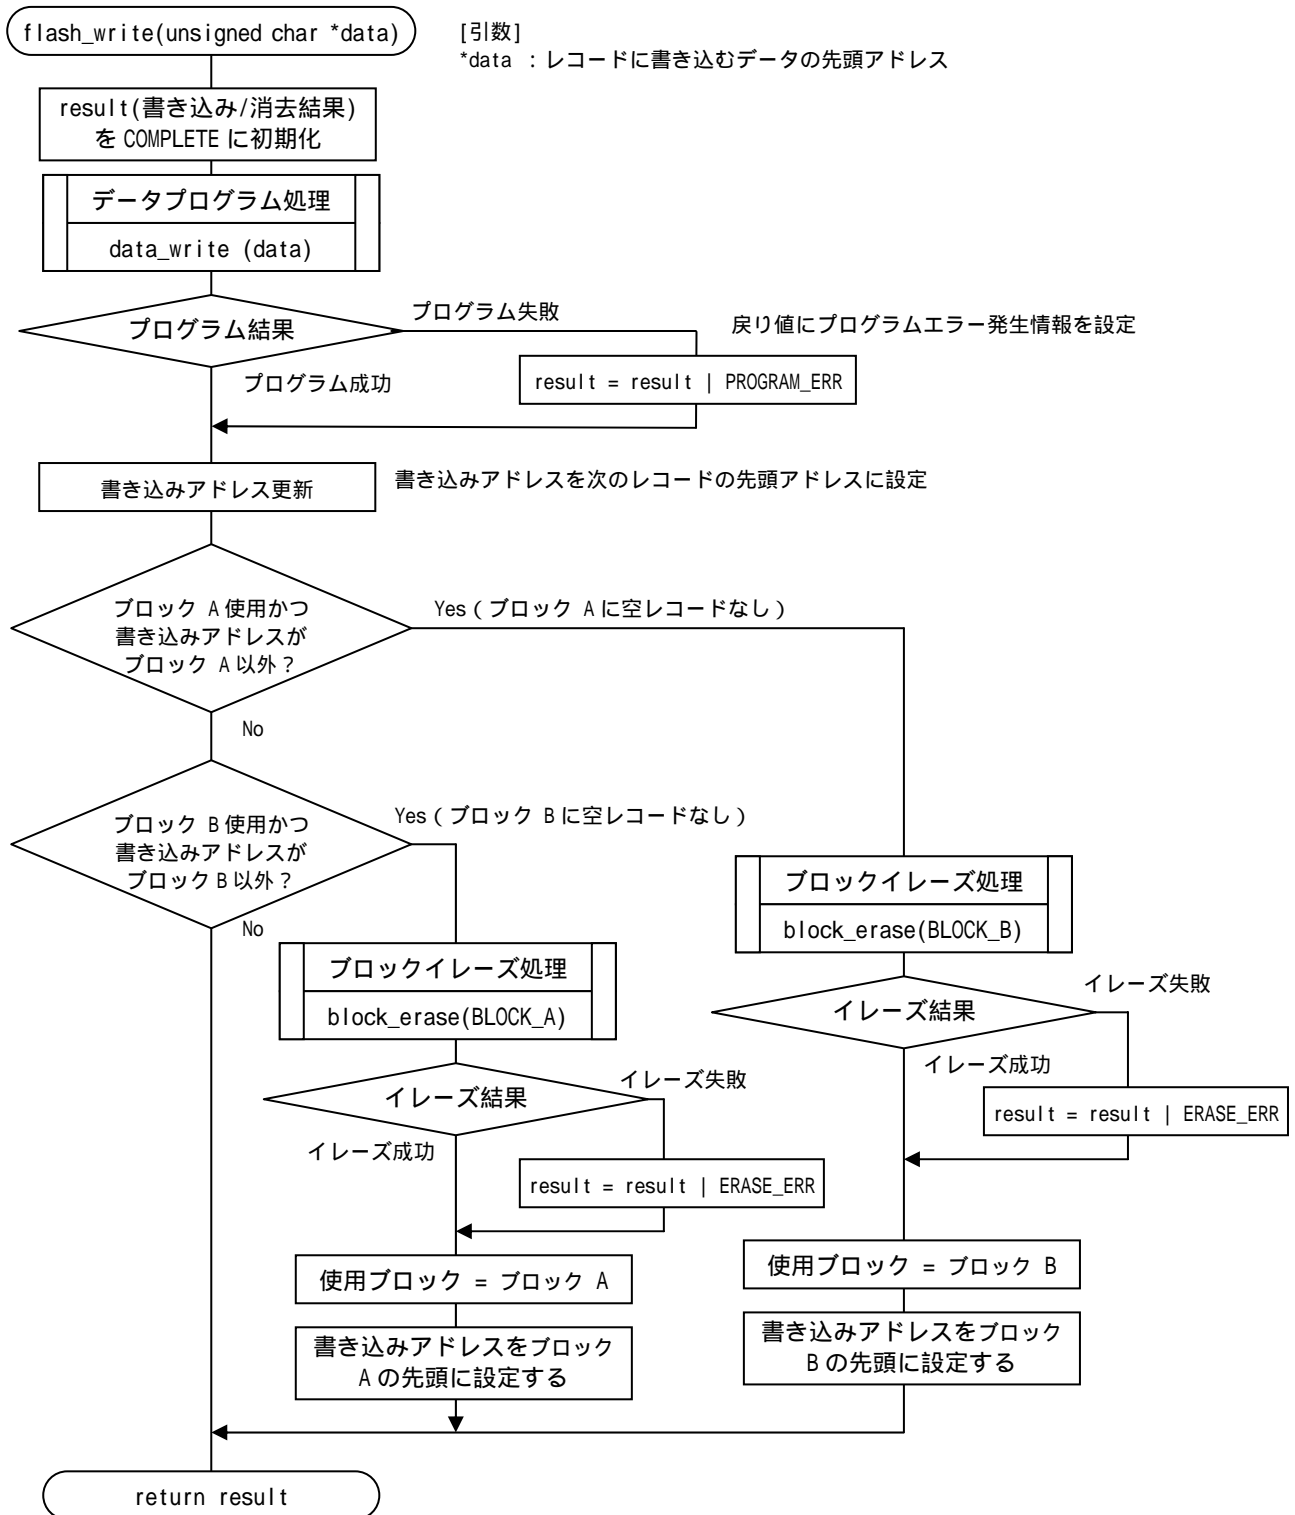 flash_write(unsigned char *data)
[引数]
*data : レコードに書き込むデータの先頭アドレス
result(書き込み/消去結果)
を COMPLETE に初期化
データプログラム処理
data_write (data)
プログラム結果
プログラム失敗
戻り値にプログラムエラー発生情報を設定
プログラム成功
result = result | PROGRAM_ERR
書き込みアドレス更新
書き込みアドレスを次のレコードの先頭アドレスに設定
ブロック A 使用かつ
書き込みアドレスが
ブロック A 以外？
Yes（ブロック A に空レコードなし）
No
ブロック B 使用かつ
書き込みアドレスが
ブロック B 以外？
Yes（ブロック B に空レコードなし）
No
ブロックイレーズ処理
block_erase(BLOCK_B)
イレーズ結果
イレーズ失敗
イレーズ成功
result = result | ERASE_ERR
ブロックイレーズ処理
block_erase(BLOCK_A)
イレーズ結果
イレーズ失敗
イレーズ成功
result = result | ERASE_ERR
使用ブロック = ブロック A
書き込みアドレスをブロック
A の先頭に設定する
使用ブロック = ブロック B
書き込みアドレスをブロック
B の先頭に設定する
return result